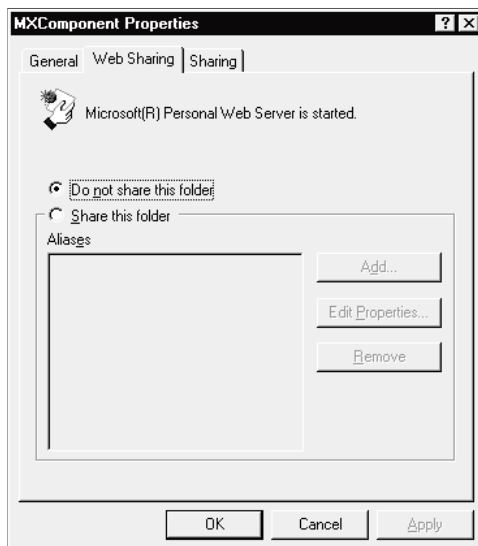 MXComponent Properties
General Web Sharing Sharing
Microsoft(R) Personal Web Server is started.
Do not share this folder
Share this folder
Aliases
Add...
Edit Properties...
Remove
OK Cancel Apply